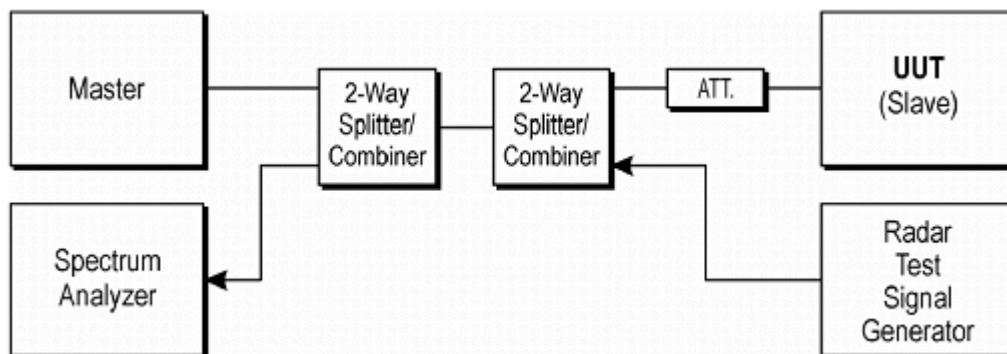 Master
2-Way
Splitter/
Combiner
2-Way
Splitter/
Combiner
ATT.
UUT
(Slave)
Spectrum
Analyzer
Radar
Test
Signal
Generator